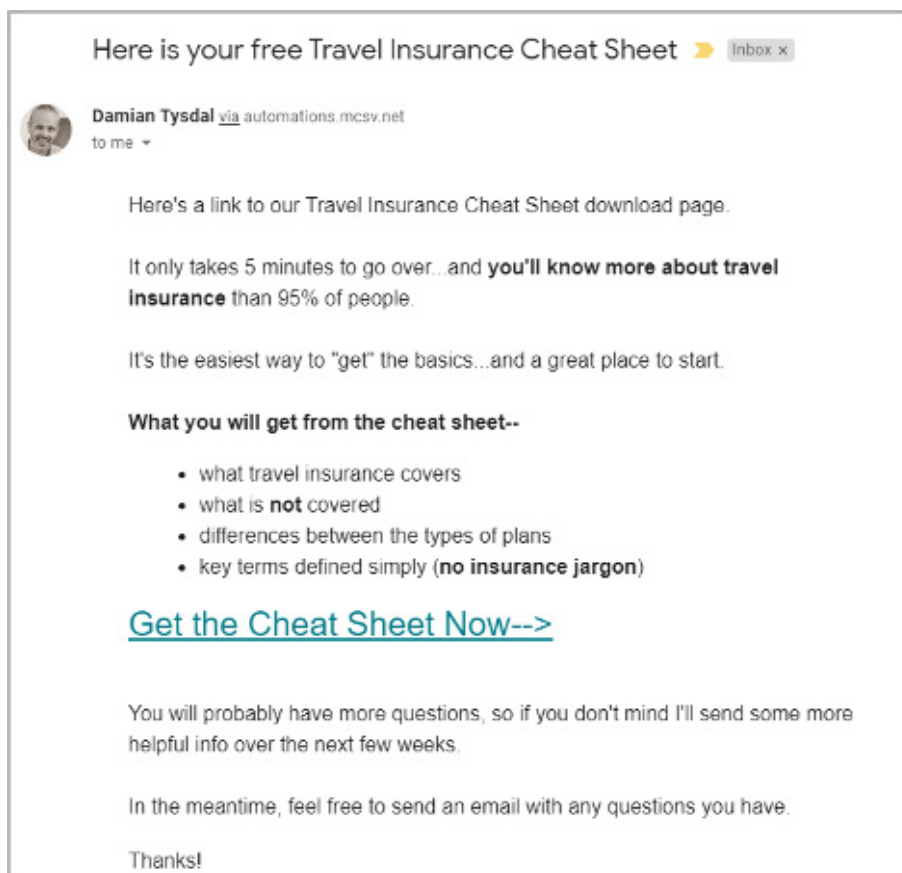 Here is your free Travel Insurance Cheat Sheet Inbox x
Damian Tysdal via automations.mcsv.net
to me
Here's a link to our Travel Insurance Cheat Sheet download page.
It only takes 5 minutes to go over...and you'll know more about travel
insurance than 95% of people.
It's the easiest way to "get" the basics...and a great place to start.
What you will get from the cheat sheet--
• what travel insurance covers
• what is not covered
• differences between the types of plans
• key terms defined simply (no insurance jargon)
Get the Cheat Sheet Now-->
You will probably have more questions, so if you don't mind I'll send some more
helpful info over the next few weeks.
In the meantime, feel free to send an email with any questions you have.
Thanks!